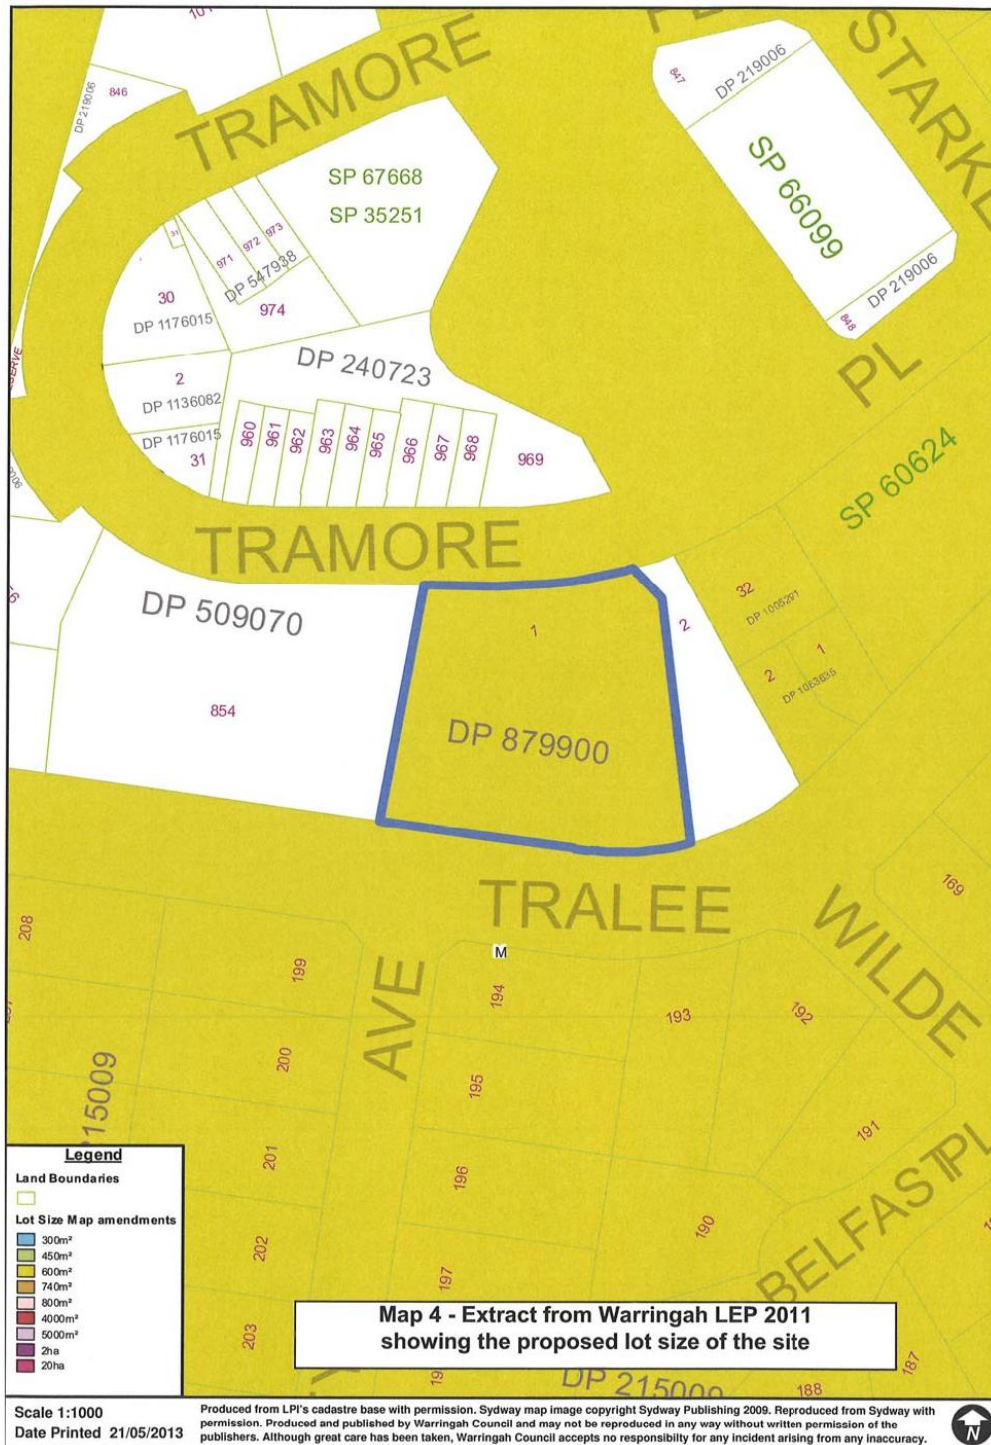 TRAMORE
STARKE
846
DP 219006
847
DP 219006
SP 66099
DP 219006
848
PL
SP 67668
SP 35251
31
971
972
973
DP 547938
974
30
DP 1176015
ESERVE
DP 240723
2
DP 1136082
DP 1176015
31
960
961
962
963
964
965
966
967
968
969
SP 60624
TRAMORE
DP 509070
854
1
DP 879900
2
32
DP 1005291
2
1
DP 1063635
TRALEE
WILDE
169
208
199
M
194
193
192
AVE
200
195
191
215009
201
196
190
BELFAST PL
202
197
203
187
188
DP 215009
Legend
Land Boundaries
Lot Size Map amendments
300m²
450m²
600m²
740m²
800m²
4000m²
5000m²
2ha
20ha
Map 4 - Extract from Warringah LEP 2011
showing the proposed lot size of the site
Scale 1:1000
Date Printed 21/05/2013
Produced from LPI's cadastre base with permission. Sydway map image copyright Sydway Publishing 2009. Reproduced from Sydway with
permission. Produced and published by Warringah Council and may not be reproduced in any way without written permission of the
publishers. Although great care has been taken, Warringah Council accepts no responsibilty for any incident arising from any inaccuracy.
N